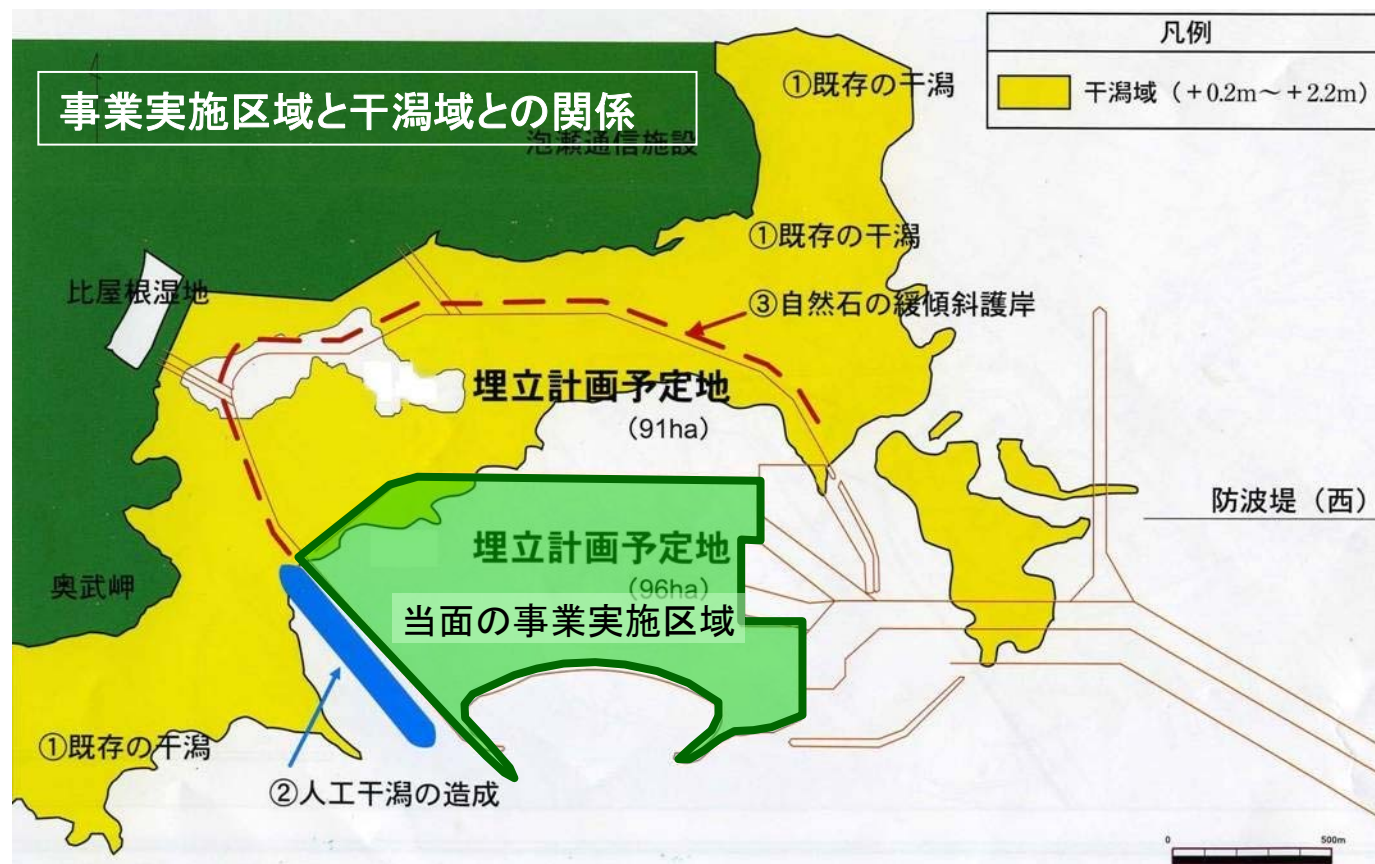 凡例
干潟域（＋0.2m～＋2.2m）
事業実施区域と干潟域との関係
泡瀬通信施設
①既存の干潟
①既存の干潟
比屋根湿地
③自然石の緩傾斜護岸
埋立計画予定地
（91ha）
防波堤（西）
埋立計画予定地
（96ha）
当面の事業実施区域
奥武岬
①既存の干潟
②人工干潟の造成
0
500m